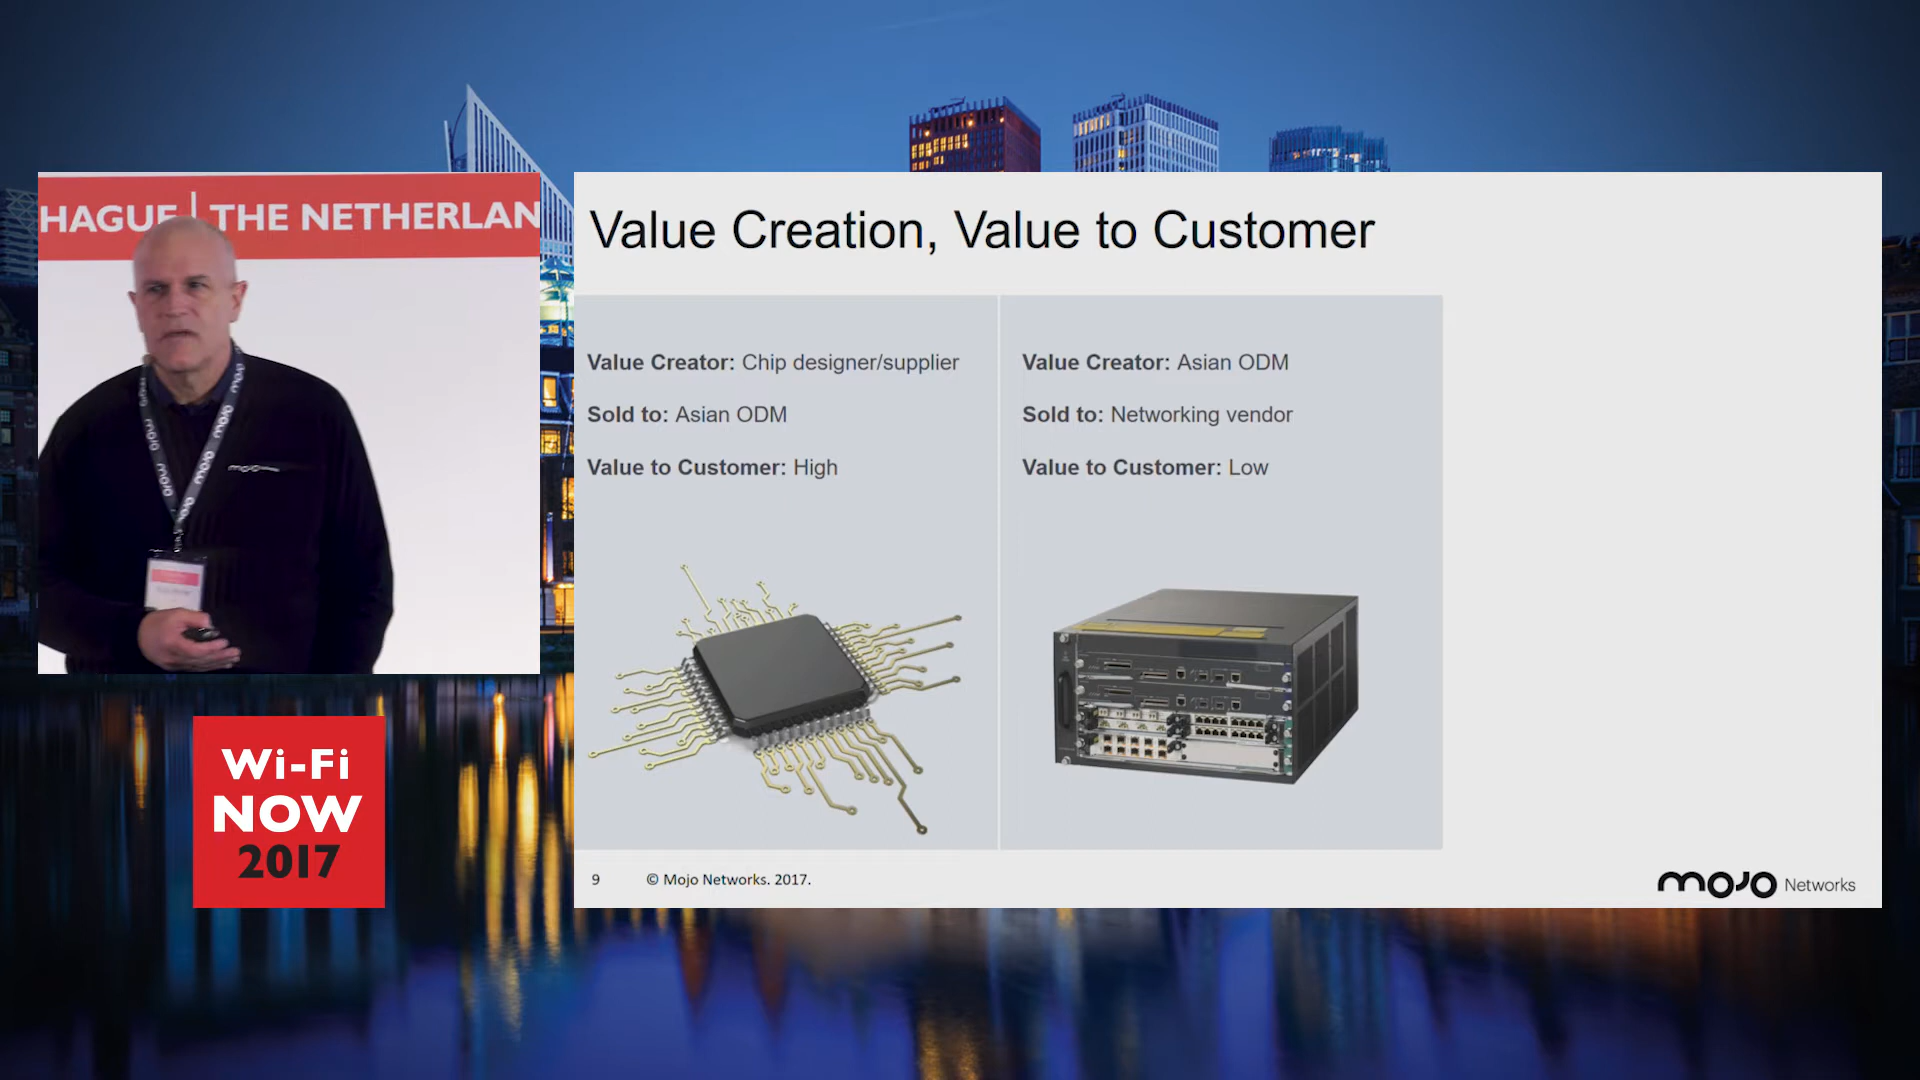 HAGUE | THE NETHERLAN
mojo
Wi-Fi
NOW
2017
Value Creation, Value to Customer
Value Creator: Chip designer/supplier
Sold to: Asian ODM
Value to Customer: High
Value Creator: Asian ODM
Sold to: Networking vendor
Value to Customer: Low
9
© Mojo Networks. 2017.
mojo Networks